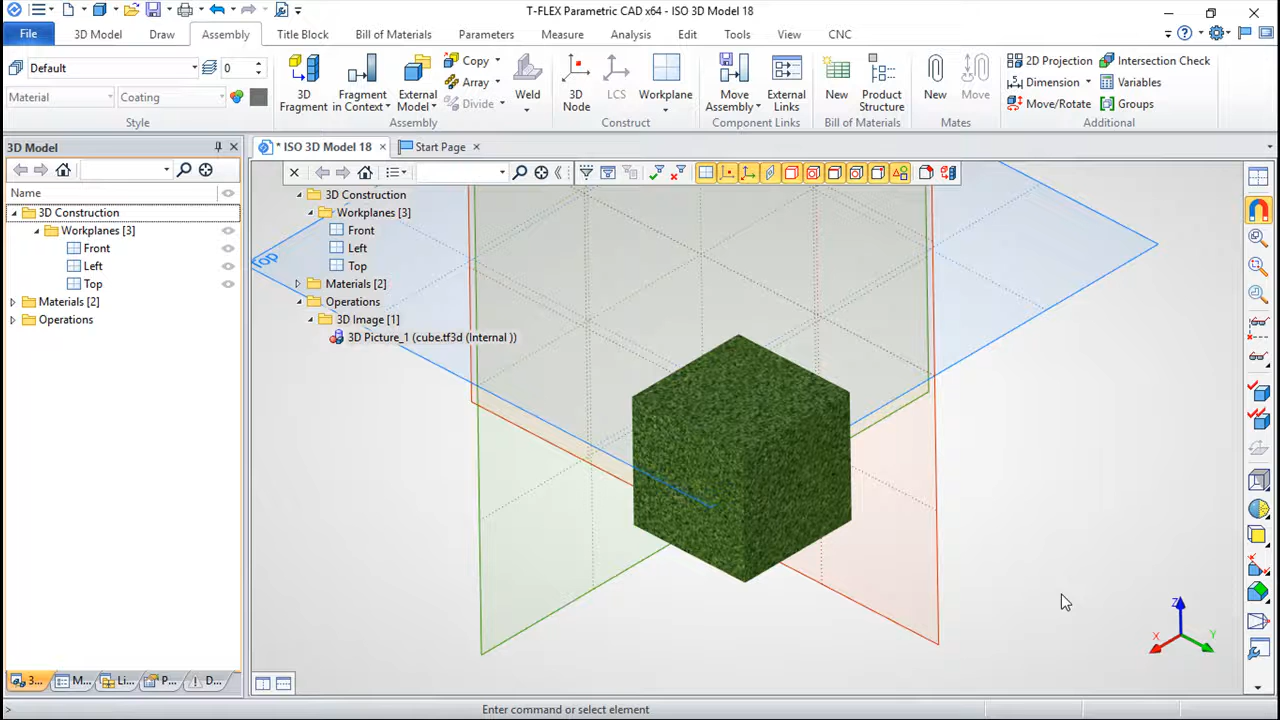 T-FLEX Parametric CAD x64 - ISO 3D Model 18
File 3D Model Draw Assembly Title Block Bill of Materials Parameters Measure Analysis Edit Tools View CNC
Default 0
Material Coating
Style
3D Fragment
Fragment in Context
External Model
Copy
Array
Divide
Weld
Assembly
3D Node
LCS
Workplane
Construct
Move Assembly
External Links
Component Links
New
Product Structure
Bill of Materials
New
Move
Mates
2D Projection
Dimension
Move/Rotate
Intersection Check
Variables
Groups
Additional
3D Model
* ISO 3D Model 18
Start Page
Name
3D Construction
Workplanes [3]
Front
Left
Top
Materials [2]
Operations
3D Construction
Workplanes [3]
Front
Left
Top
Materials [2]
Operations
3D Image [1]
3D Picture_1 (cube.tf3d (Internal ))
Top
Z
X
Y
3... M... Li... P... D...
> Enter command or select element